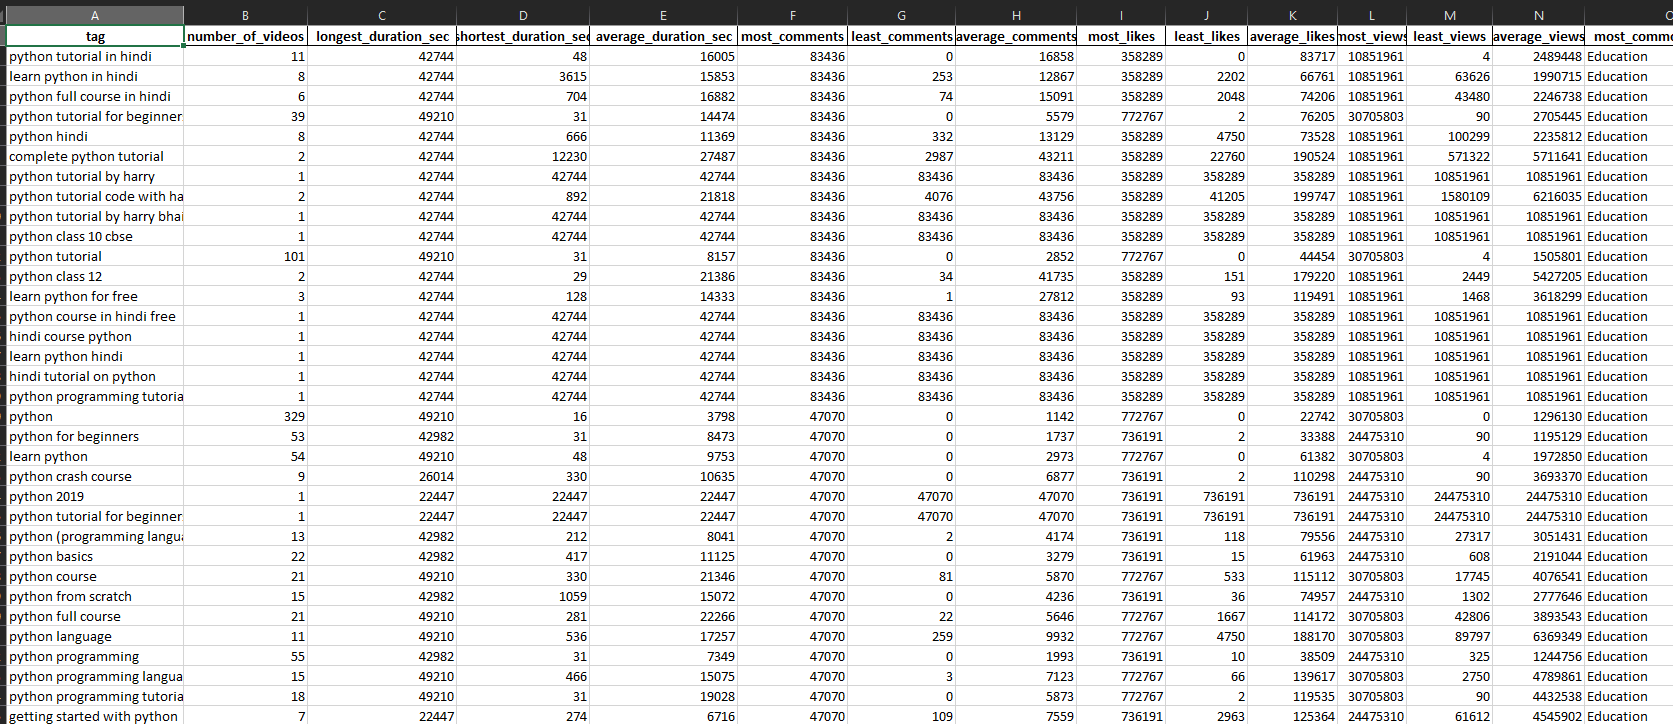 A B C D E F G H I J K L M N
tag number_of_videos longest_duration_sec shortest_duration_sec average_duration_sec most_comments least_comments average_comments most_likes least_likes average_likes most_views least_views average_views most_comm
python tutorial in hindi 11 42744 48 16005 83436 0 16858 358289 0 83717 10851961 4 2489448 Education
learn python in hindi 8 42744 3615 15853 83436 253 12867 358289 2202 66761 10851961 63626 1990715 Education
python full course in hindi 6 42744 704 16882 83436 74 15091 358289 2048 74206 10851961 43480 2246738 Education
python tutorial for beginner 39 49210 31 14474 83436 0 5579 772767 2 76205 30705803 90 2705445 Education
python hindi 8 42744 666 11369 83436 332 13129 358289 4750 73528 10851961 100299 2235812 Education
complete python tutorial 2 42744 12230 27487 83436 2987 43211 358289 22760 190524 10851961 571322 5711641 Education
python tutorial by harry 1 42744 42744 42744 83436 83436 83436 358289 358289 358289 10851961 10851961 10851961 Education
python tutorial code with ha 2 42744 892 21818 83436 4076 43756 358289 41205 199747 10851961 1580109 6216035 Education
python tutorial by harry bhai 1 42744 42744 42744 83436 83436 83436 358289 358289 358289 10851961 10851961 10851961 Education
python class 10 cbse 1 42744 42744 42744 83436 83436 83436 358289 358289 358289 10851961 10851961 10851961 Education
python tutorial 101 49210 31 8157 83436 0 2852 772767 0 44454 30705803 4 1505801 Education
python class 12 2 42744 29 21386 83436 34 41735 358289 151 179220 10851961 2449 5427205 Education
learn python for free 3 42744 128 14333 83436 1 27812 358289 93 119491 10851961 1468 3618299 Education
python course in hindi free 1 42744 42744 42744 83436 83436 83436 358289 358289 358289 10851961 10851961 10851961 Education
hindi course python 1 42744 42744 42744 83436 83436 83436 358289 358289 358289 10851961 10851961 10851961 Education
learn python hindi 1 42744 42744 42744 83436 83436 83436 358289 358289 358289 10851961 10851961 10851961 Education
hindi tutorial on python 1 42744 42744 42744 83436 83436 83436 358289 358289 358289 10851961 10851961 10851961 Education
python programming tutoria 1 42744 42744 42744 83436 83436 83436 358289 358289 358289 10851961 10851961 10851961 Education
python 329 49210 16 3798 47070 0 1142 772767 0 22742 30705803 0 1296130 Education
python for beginners 53 42982 31 8473 47070 0 1737 736191 2 33388 24475310 90 1195129 Education
learn python 54 49210 48 9753 47070 0 2973 772767 0 61382 30705803 4 1972850 Education
python crash course 9 26014 330 10635 47070 0 6877 736191 2 110298 24475310 90 3693370 Education
python 2019 1 22447 22447 22447 47070 47070 47070 736191 736191 736191 24475310 24475310 24475310 Education
python tutorial for beginner 1 22447 22447 22447 47070 47070 47070 736191 736191 736191 24475310 24475310 24475310 Education
python (programming langua 13 42982 212 8041 47070 2 4174 736191 118 79556 24475310 27317 3051431 Education
python basics 22 42982 417 11125 47070 0 3279 736191 15 61963 24475310 608 2191044 Education
python course 21 49210 330 21346 47070 81 5870 772767 533 115112 30705803 17745 4076541 Education
python from scratch 15 42982 1059 15072 47070 0 4236 736191 36 74957 24475310 1302 2777646 Education
python full course 21 49210 281 22266 47070 22 5646 772767 1667 114172 30705803 42806 3893543 Education
python language 11 49210 536 17257 47070 259 9932 772767 4750 188170 30705803 89797 6369349 Education
python programming 55 42982 31 7349 47070 0 1993 736191 10 38509 24475310 325 1244756 Education
python programming langua 15 49210 466 15075 47070 3 7123 772767 66 139617 30705803 2750 4789861 Education
python programming tutoria 18 49210 31 19028 47070 0 5873 772767 2 119535 30705803 90 4432538 Education
getting started with python 7 22447 274 6716 47070 109 7559 736191 2963 125364 24475310 61612 4545902 Education